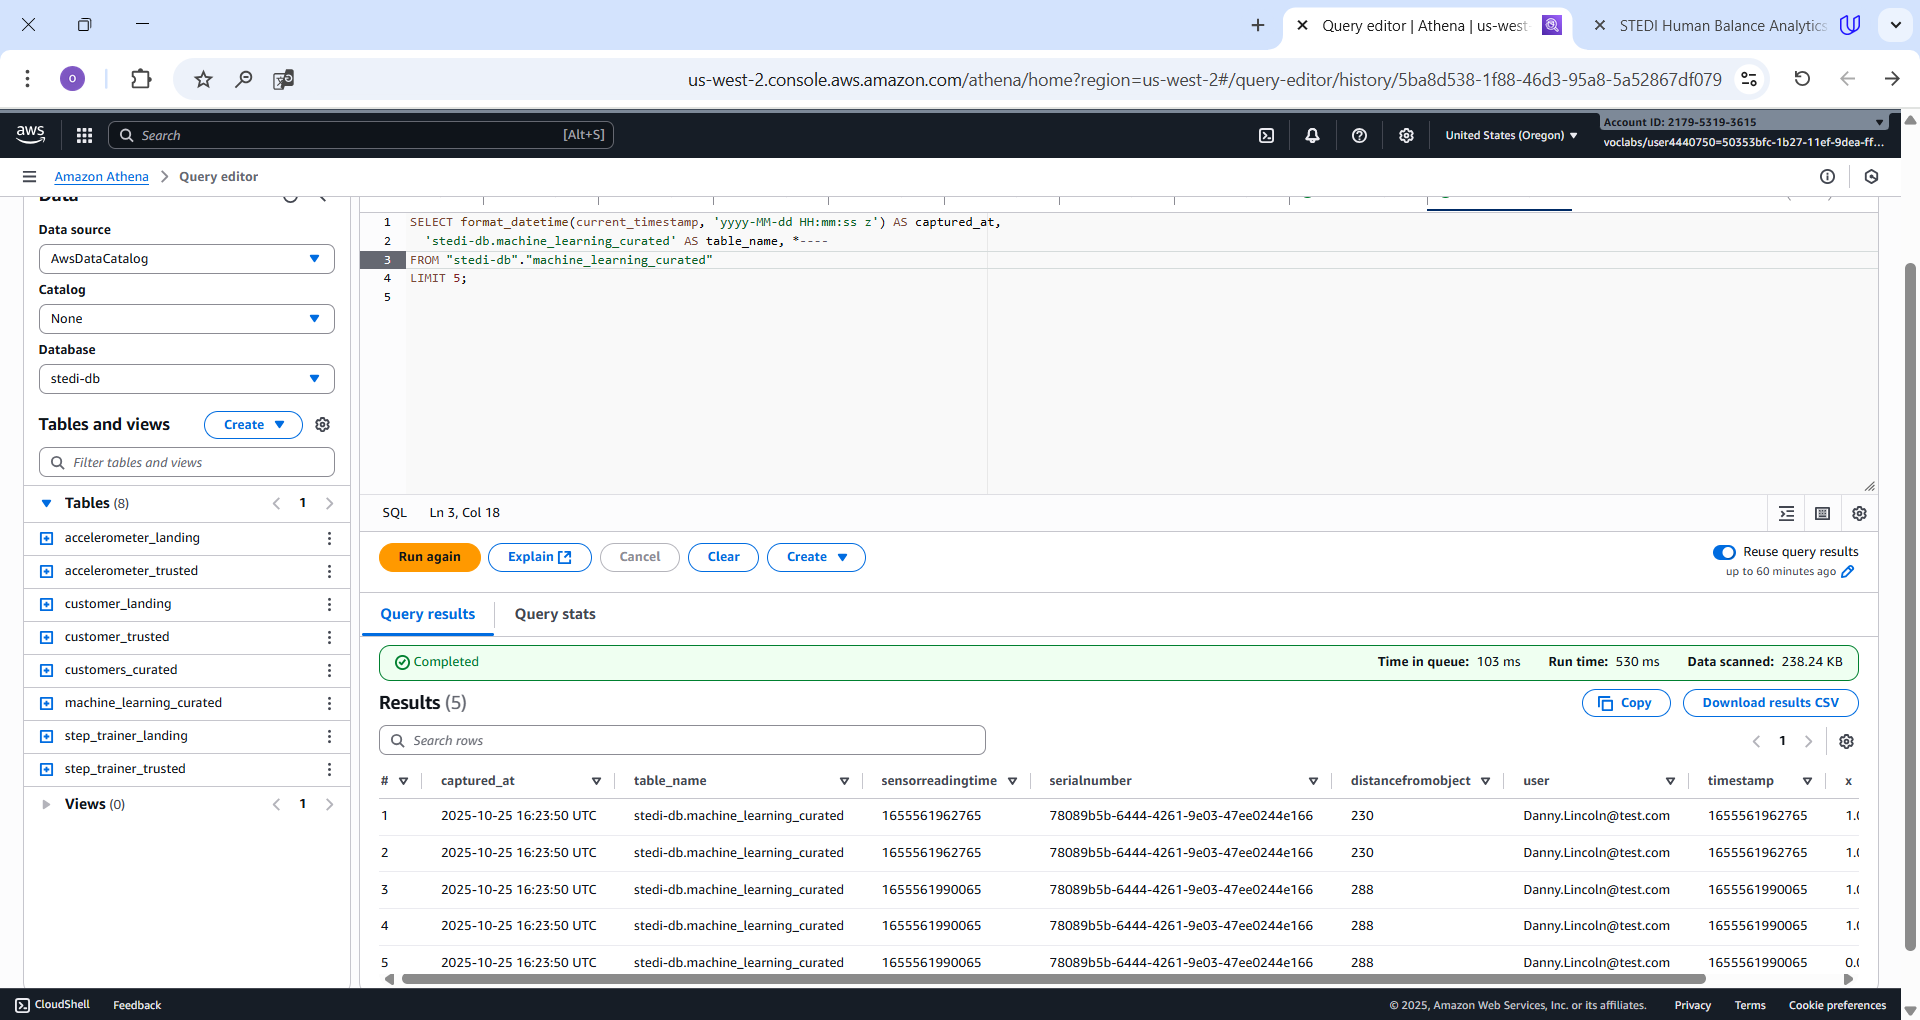 Query editor | Athena | us-west-
STEDI Human Balance Analytics
O
us-west-2.console.aws.amazon.com/athena/home?region=us-west-2#/query-editor/history/5ba8d538-1f88-46d3-95a8-5a52867df079
aws
Search
[Alt+S]
United States (Oregon)
Account ID: 2179-5319-3615
voclabs/user4440750=50353bfc-1b27-11ef-9dea-ff...
Amazon Athena
Query editor
Data
Data source
AwsDataCatalog
Catalog
None
Database
stedi-db
Tables and views
Create
Filter tables and views
Tables (8)
1
accelerometer_landing
accelerometer_trusted
customer_landing
customer_trusted
customers_curated
machine_learning_curated
step_trainer_landing
step_trainer_trusted
Views (0)
1
1 SELECT format_datetime(current_timestamp, 'yyyy-MM-dd HH:mm:ss z') AS captured_at,
2 'stedi-db.machine_learning_curated' AS table_name, *----
3 FROM "stedi-db"."machine_learning_curated"
4 LIMIT 5;
5
SQL Ln 3, Col 18
Run again
Explain
Cancel
Clear
Create
Reuse query results
up to 60 minutes ago
Query results
Query stats
Completed
Time in queue: 103 ms
Run time: 530 ms
Data scanned: 238.24 KB
Results (5)
Copy
Download results CSV
Search rows
1
# captured_at table_name sensorreadingtime serialnumber distancefromobject user timestamp x
1 2025-10-25 16:23:50 UTC stedi-db.machine_learning_curated 1655561962765 78089b5b-6444-4261-9e03-47ee0244e166 230 Danny.Lincoln@test.com 1655561962765 1.0
2 2025-10-25 16:23:50 UTC stedi-db.machine_learning_curated 1655561962765 78089b5b-6444-4261-9e03-47ee0244e166 230 Danny.Lincoln@test.com 1655561962765 1.0
3 2025-10-25 16:23:50 UTC stedi-db.machine_learning_curated 1655561990065 78089b5b-6444-4261-9e03-47ee0244e166 288 Danny.Lincoln@test.com 1655561990065 1.0
4 2025-10-25 16:23:50 UTC stedi-db.machine_learning_curated 1655561990065 78089b5b-6444-4261-9e03-47ee0244e166 288 Danny.Lincoln@test.com 1655561990065 1.0
5 2025-10-25 16:23:50 UTC stedi-db.machine_learning_curated 1655561990065 78089b5b-6444-4261-9e03-47ee0244e166 288 Danny.Lincoln@test.com 1655561990065 0.0
CloudShell
Feedback
© 2025, Amazon Web Services, Inc. or its affiliates.
Privacy
Terms
Cookie preferences